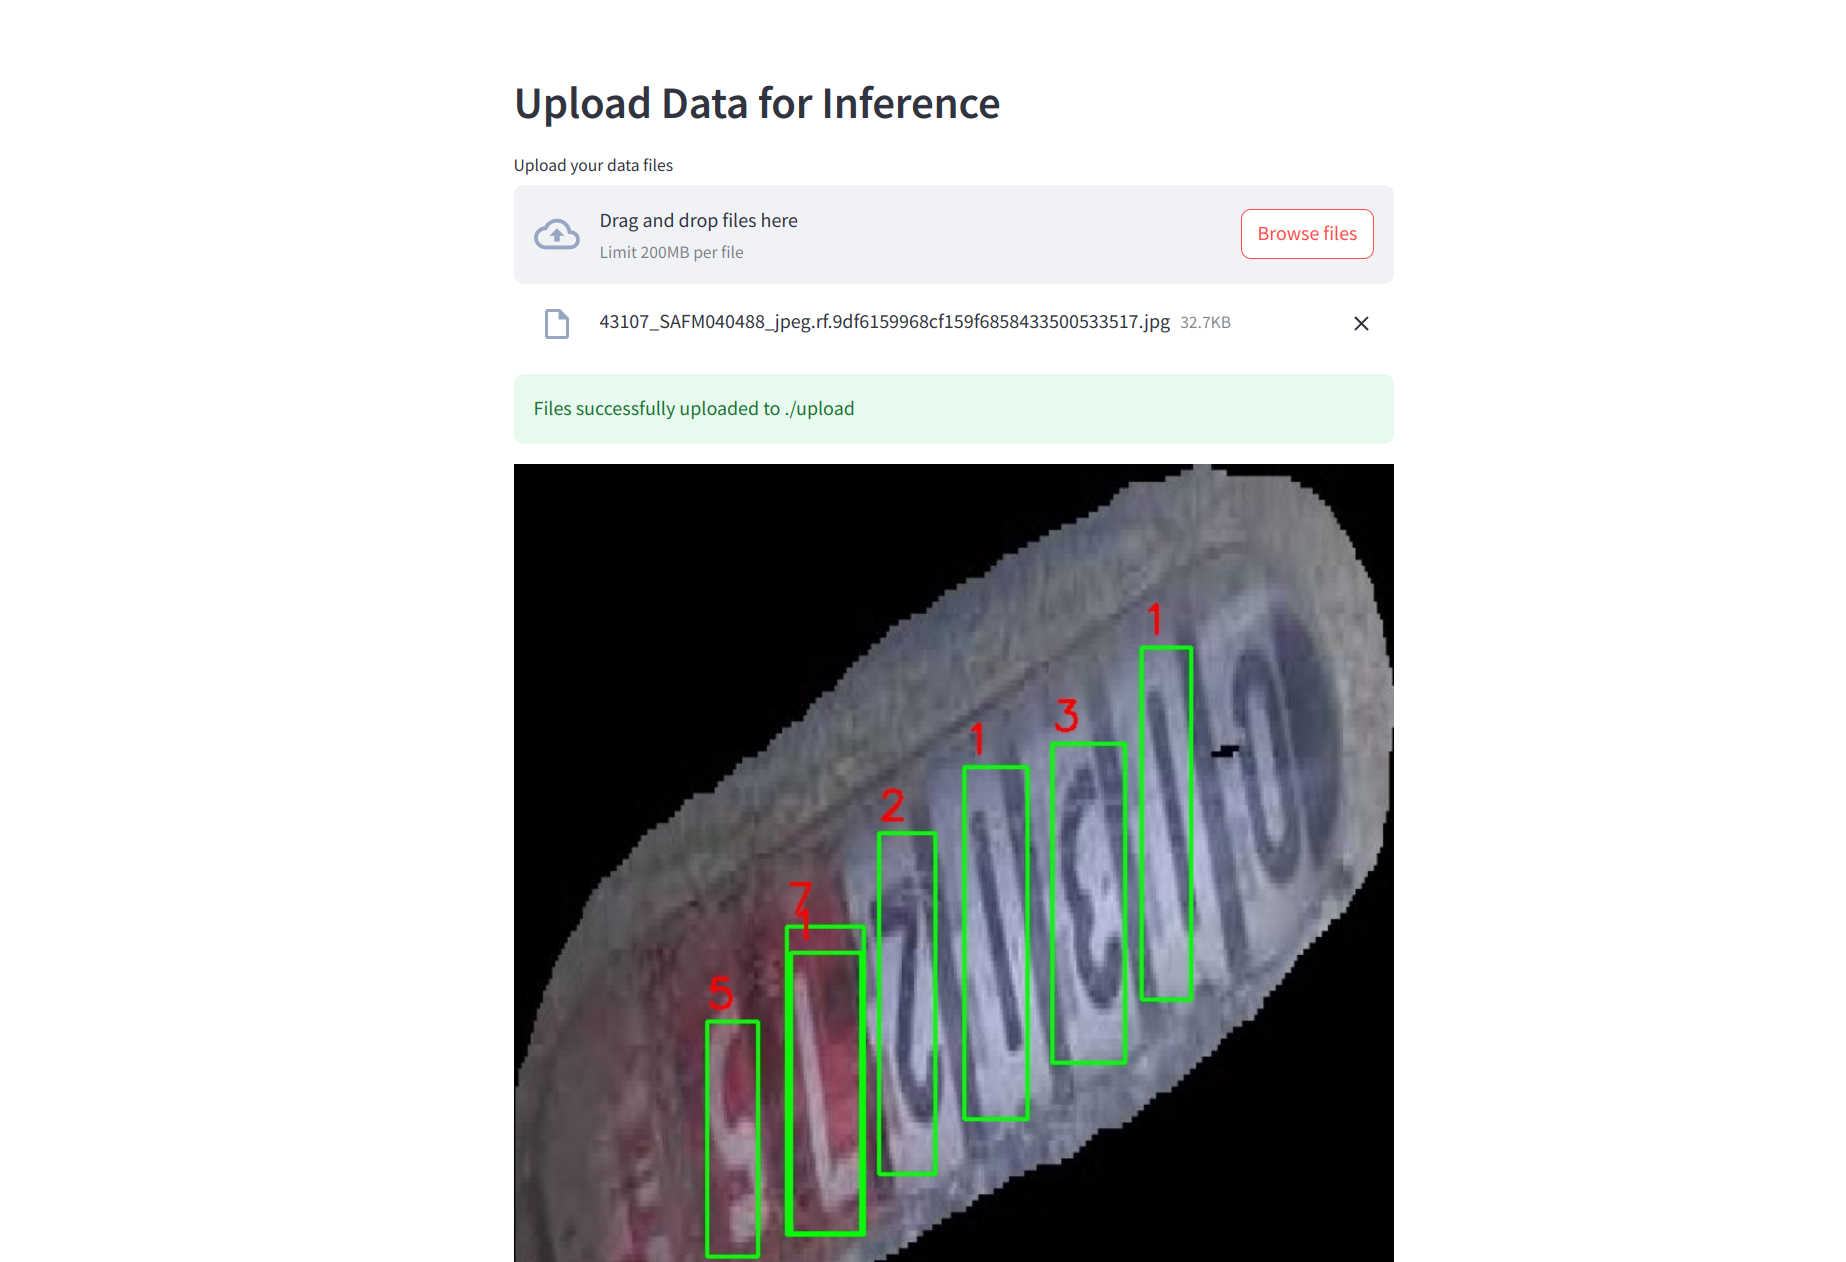 Upload Data for Inference
Upload your data files
Drag and drop files here
Limit 200MB per file
Browse files
43107_SAFM040488_jpeg.rf.9df6159968cf159f6858433500533517.jpg 32.7KB
Files successfully uploaded to ./upload
1
3
1
2
7
1
5